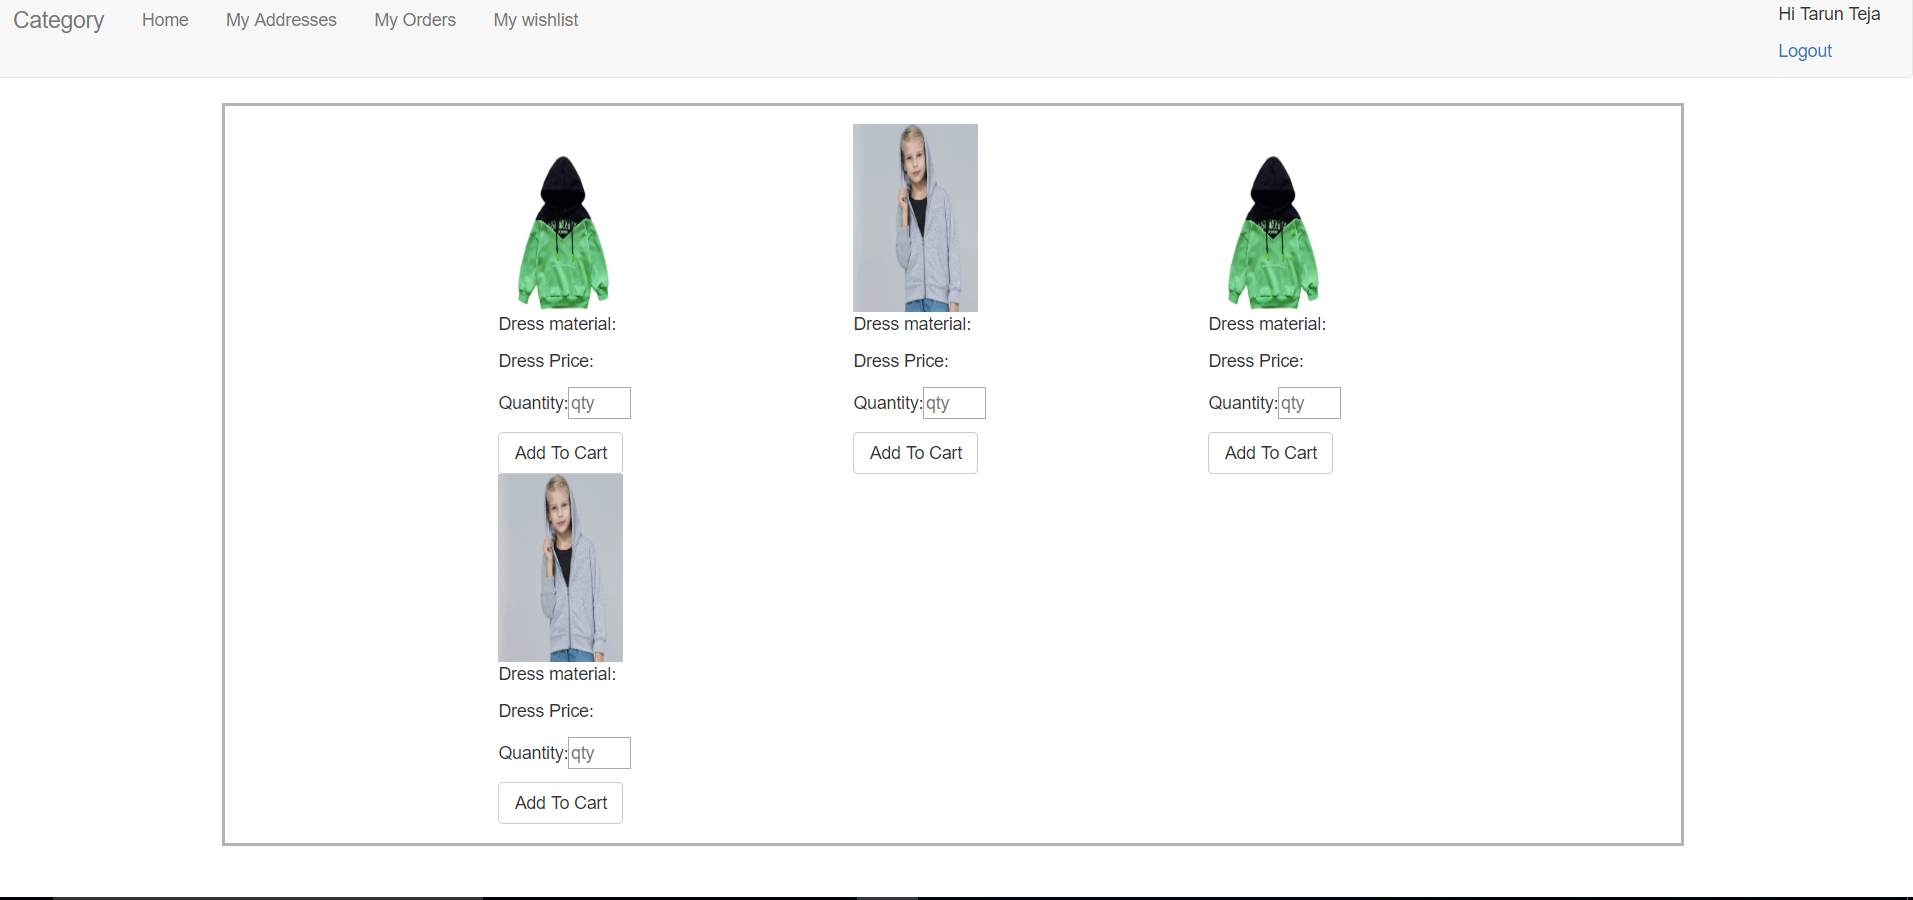 Category Home My Addresses My Orders My wishlist
Hi Tarun Teja
Logout
Dress material:
Dress Price:
Quantity: qty
Add To Cart
Dress material:
Dress Price:
Quantity: qty
Add To Cart
Dress material:
Dress Price:
Quantity: qty
Add To Cart
Dress material:
Dress Price:
Quantity: qty
Add To Cart